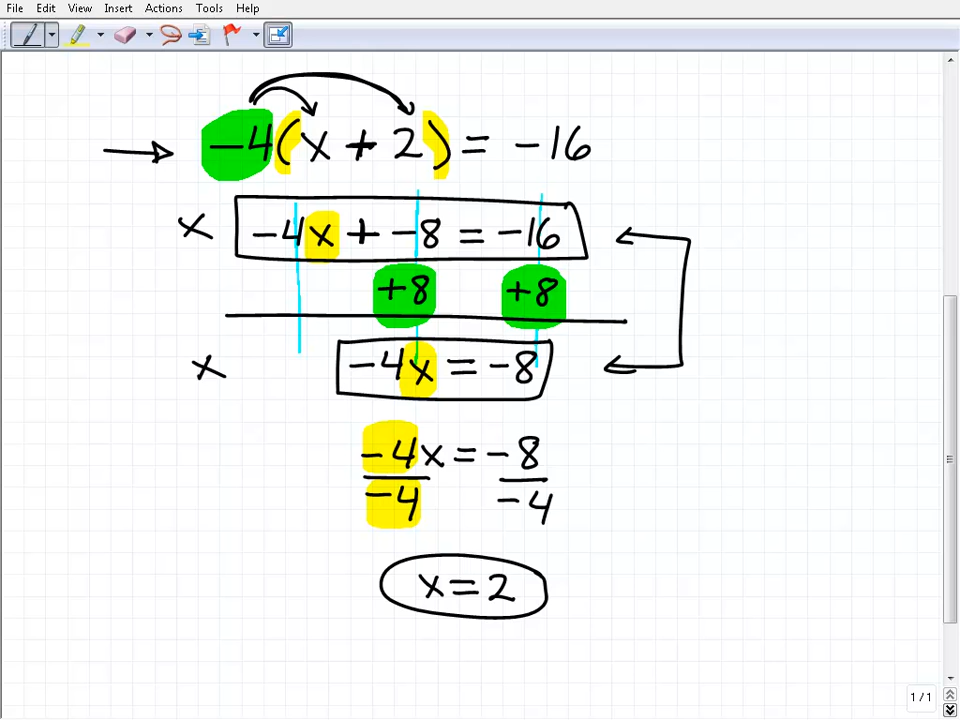 File Edit View Insert Actions Tools Help
-4(x + 2) = -16
x -4x + -8 = -16
+8 +8
x -4x = -8
-4x = -8
-4 -4
x = 2
1 / 1